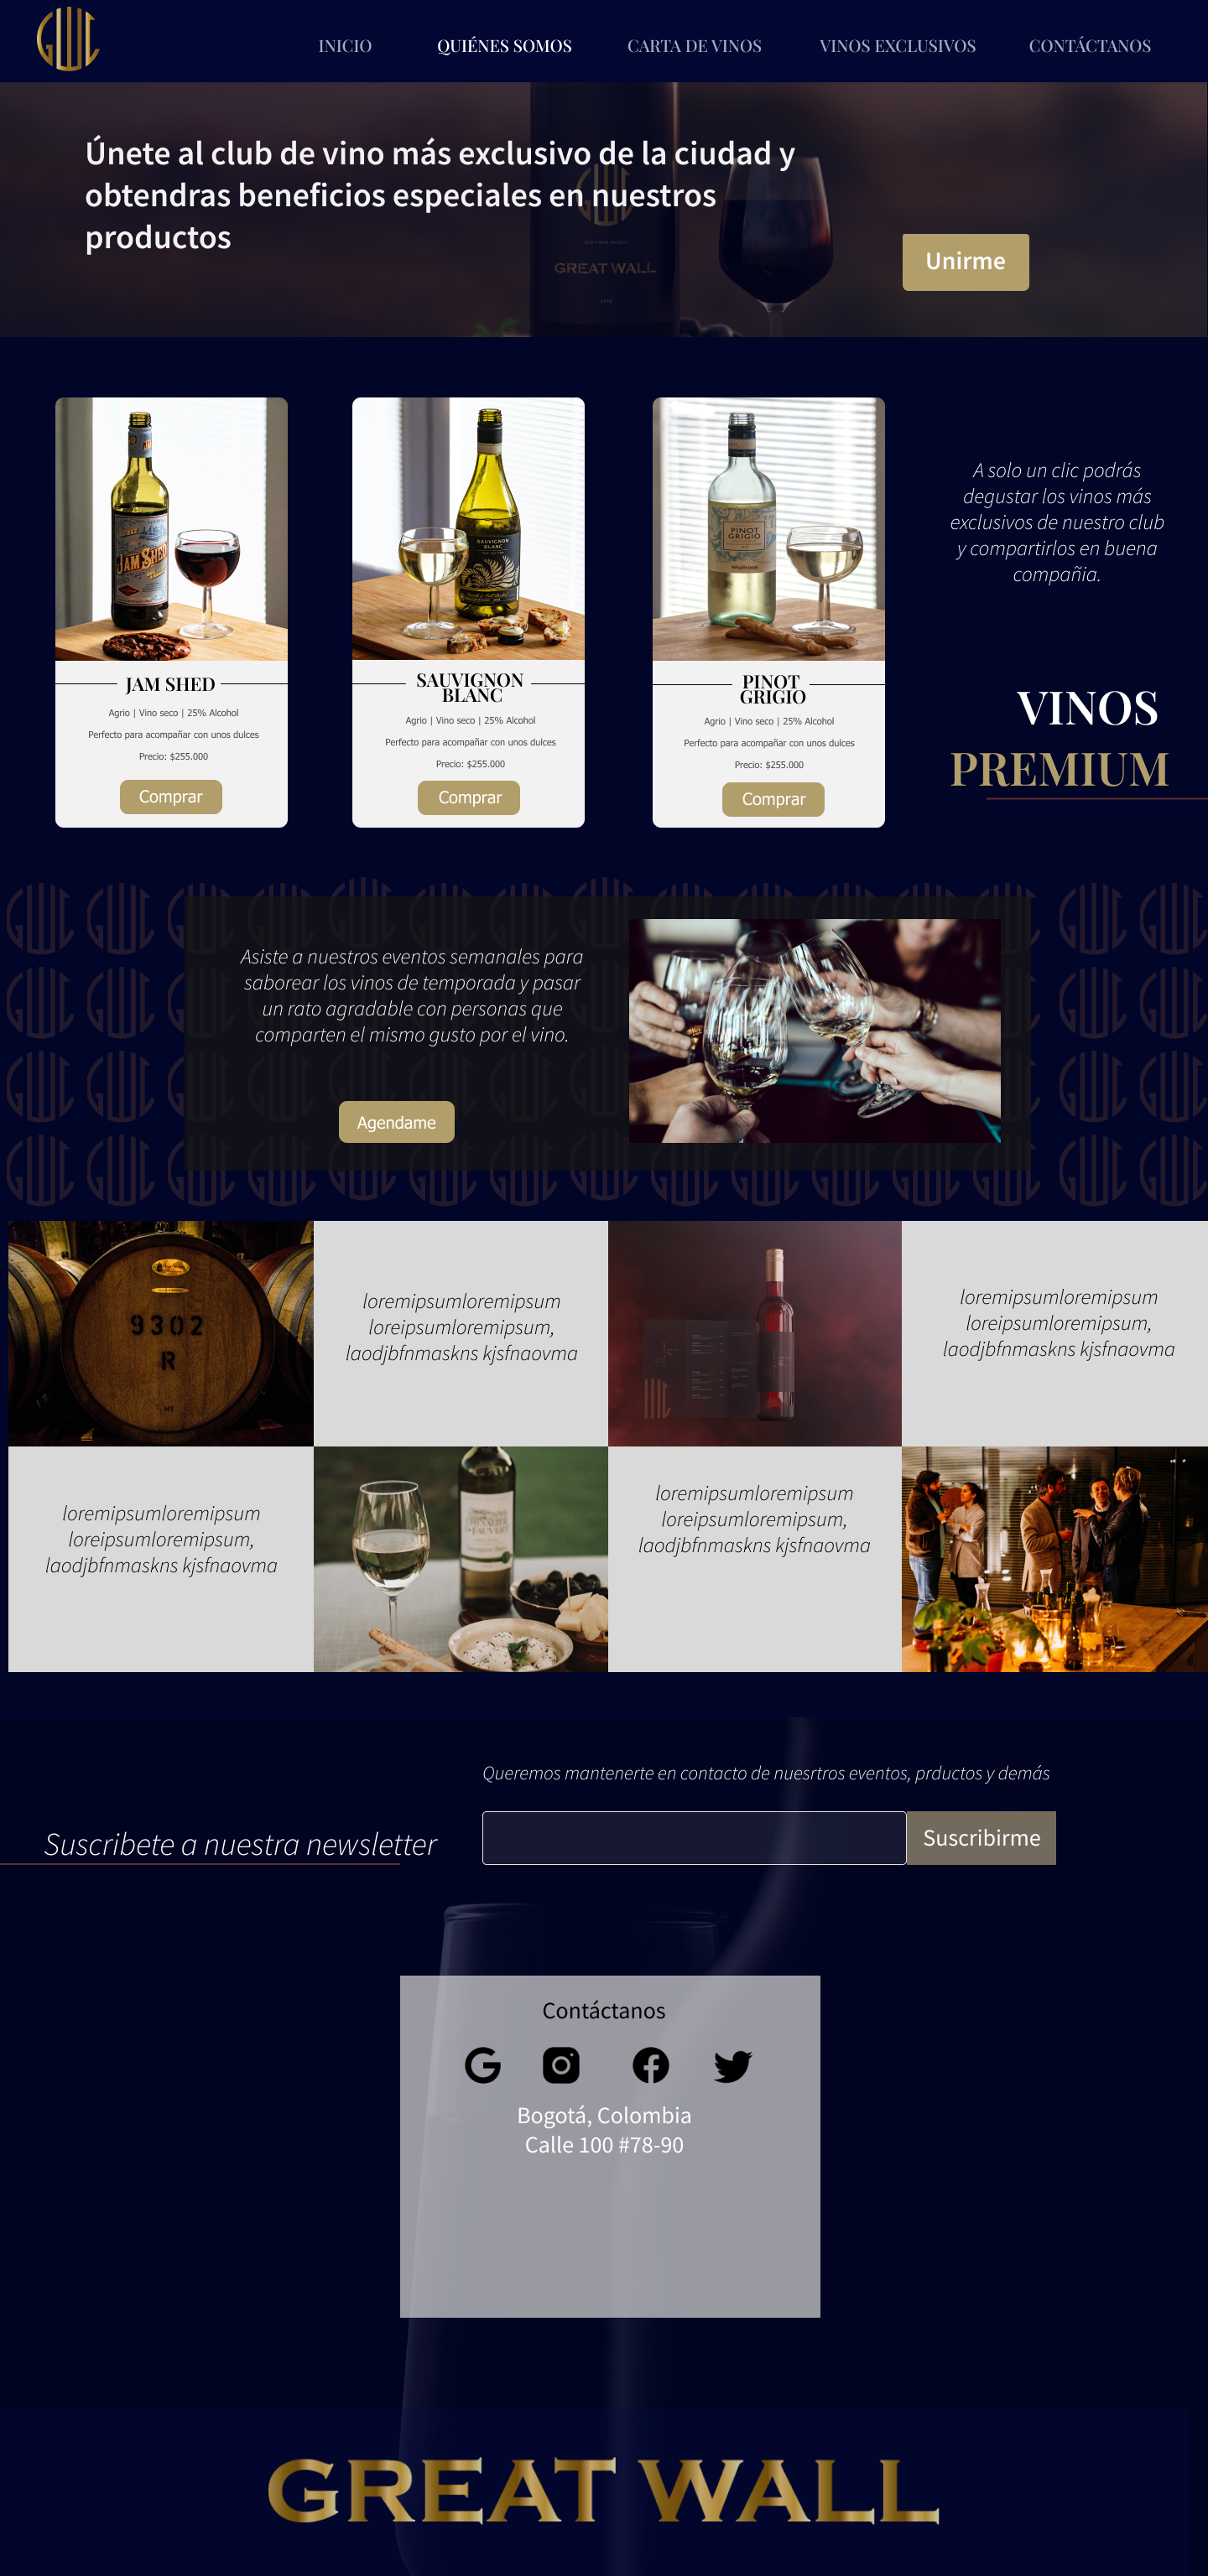 INICIO
QUIÉNES SOMOS
CARTA DE VINOS
VINOS EXCLUSIVOS
CONTÁCTANOS
Únete al club de vino más exclusivo de la ciudad y
obtendras beneficios especiales en nuestros
productos
GREAT WALL
Unirme
JAM SHED
SAUVIGNON
BLANC
PINOT
GRIGIO
Waitrose
A solo un clic podrás
degustar los vinos más
exclusivos de nuestro club
y compartirlos en buena
compañia.
VINOS
PREMIUM
JAM SHED
Agrio | Vino seco | 25% Alcohol
Perfecto para acompañar con unos dulces
Precio: $255.000
Comprar
SAUVIGNON
BLANC
Agrio | Vino seco | 25% Alcohol
Perfecto para acompañar con unos dulces
Precio: $255.000
Comprar
PINOT
GRIGIO
Agrio | Vino seco | 25% Alcohol
Perfecto para acompañar con unos dulces
Precio: $255.000
Comprar
Asiste a nuestros eventos semanales para
saborear los vinos de temporada y pasar
un rato agradable con personas que
comparten el mismo gusto por el vino.
Agendame
9302
R
loremipsumloremipsum
loreipsumloremipsum,
laodjbfnmaskns kjsfnaovma
loremipsumloremipsum
loreipsumloremipsum,
laodjbfnmaskns kjsfnaovma
loremipsumloremipsum
loreipsumloremipsum,
laodjbfnmaskns kjsfnaovma
loremipsumloremipsum
loreipsumloremipsum,
laodjbfnmaskns kjsfnaovma
Queremos mantenerte en contacto de nuesrtros eventos, prductos y demás
Suscribete a nuestra newsletter
Suscribirme
Contáctanos
Bogotá, Colombia
Calle 100 #78-90
GREAT WALL